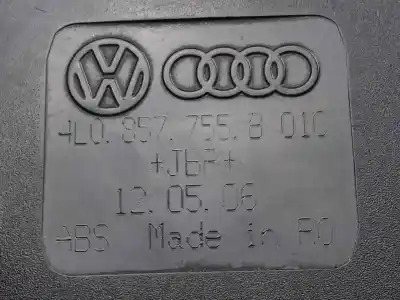 4L0.857.755.B 01C
+JbP+
12.05.06
ABS Made in RO